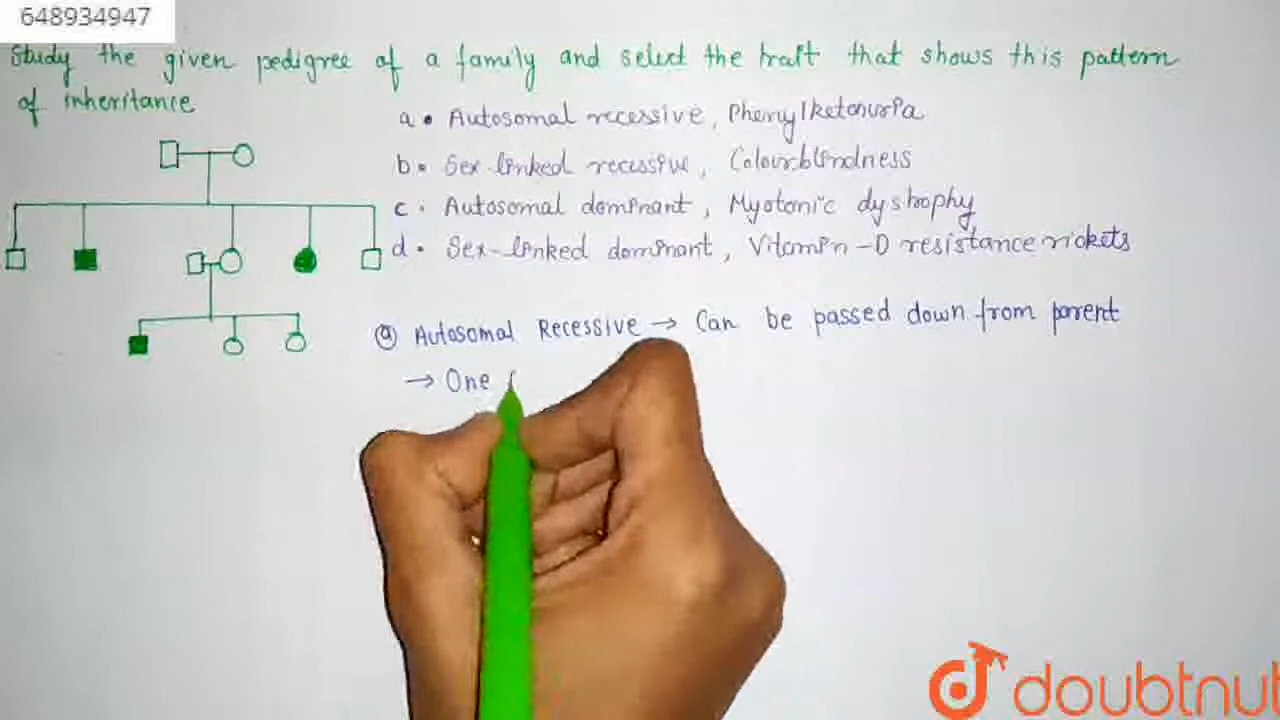 648934947
Study the given pedigree of a family and select the trait that shows this pattern
of inheritance
a. Autosomal recessive, Phenylketonuria
b. Sex-linked recessive, Colourblindness
c. Autosomal dominant, Myotonic dystrophy
d. Sex-linked dominant, Vitamin-D resistance rickets
a Autosomal Recessive → Can be passed down from parent
→ One
doubtnut